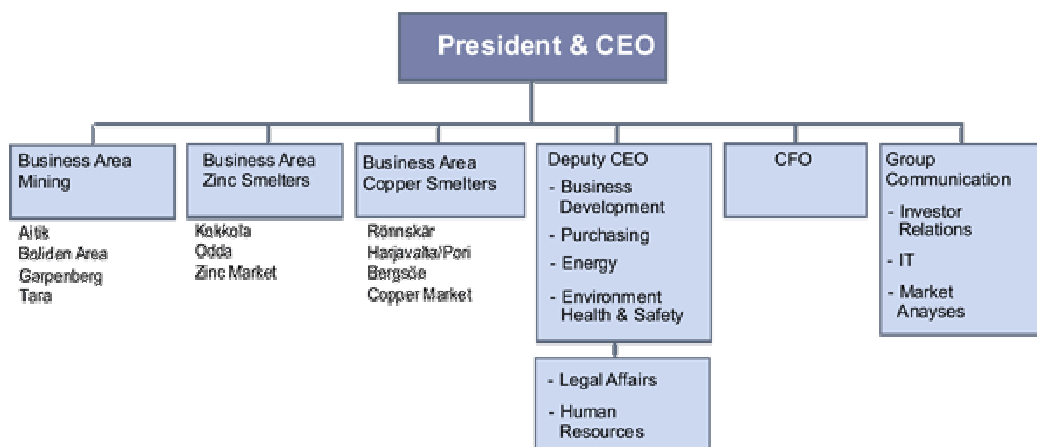 President & CEO
Business Area
Mining
Aitik
Boliden Area
Garpenberg
Tara
Business Area
Zinc Smelters
Kokkola
Odda
Zinc Market
Business Area
Copper Smelters
Rönnskär
Harjavalta/Pori
Bergsöe
Copper Market
Deputy CEO
- Business
Development
- Purchasing
- Energy
- Environment
Health & Safety
- Legal Affairs
- Human
Resources
CFO
Group
Communication
- Investor
Relations
- IT
- Market
Anayses